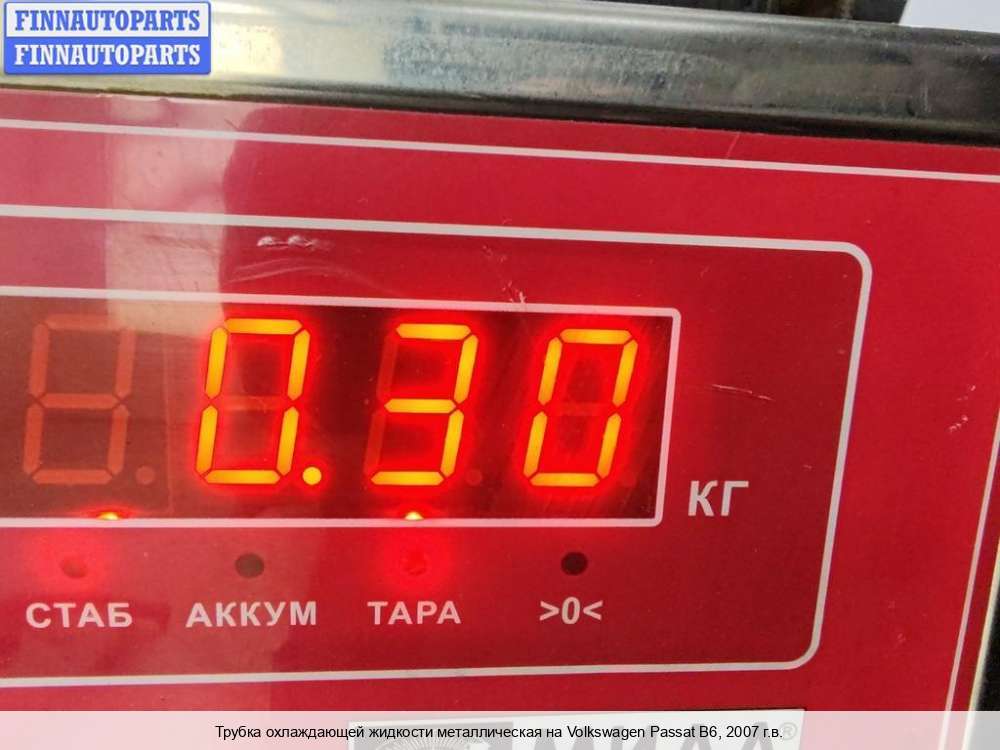 FINNAUTOPARTS
FINNAUTOPARTS
0.30
КГ
СТАБ АККУМ ТАРА >0<
Трубка охлаждающей жидкости металлическая на Volkswagen Passat B6, 2007 г.в.